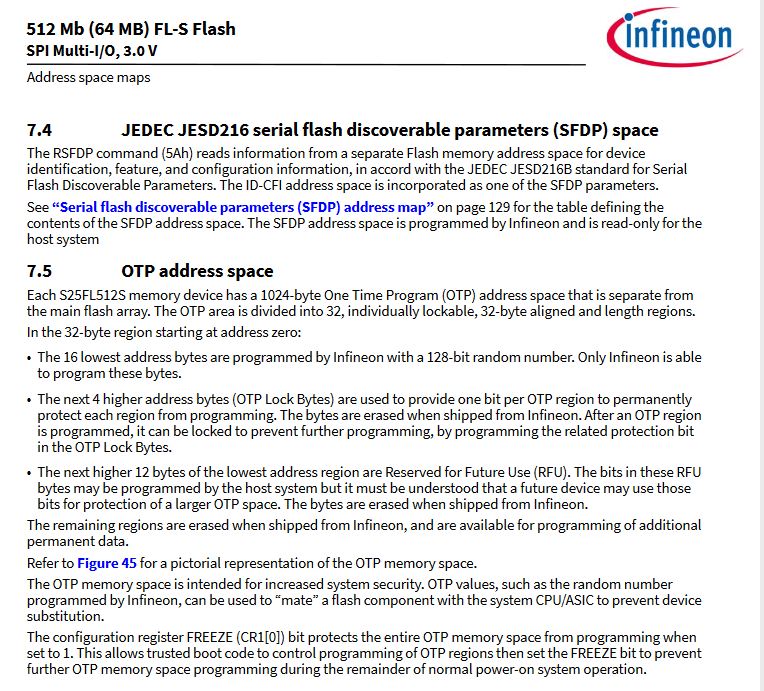 512 Mb (64 MB) FL-S Flash
SPI Multi-I/O, 3.0 V
infineon
Address space maps
7.4 JEDEC JESD216 serial flash discoverable parameters (SFDP) space
The RSFDP command (5Ah) reads information from a separate Flash memory address space for device
identification, feature, and configuration information, in accord with the JEDEC JESD216B standard for Serial
Flash Discoverable Parameters. The ID-CFI address space is incorporated as one of the SFDP parameters.
See “Serial flash discoverable parameters (SFDP) address map” on page 129 for the table defining the
contents of the SFDP address space. The SFDP address space is programmed by Infineon and is read-only for the
host system
7.5 OTP address space
Each S25FL512S memory device has a 1024-byte One Time Program (OTP) address space that is separate from
the main flash array. The OTP area is divided into 32, individually lockable, 32-byte aligned and length regions.
In the 32-byte region starting at address zero:
• The 16 lowest address bytes are programmed by Infineon with a 128-bit random number. Only Infineon is able
to program these bytes.
• The next 4 higher address bytes (OTP Lock Bytes) are used to provide one bit per OTP region to permanently
protect each region from programming. The bytes are erased when shipped from Infineon. After an OTP region
is programmed, it can be locked to prevent further programming, by programming the related protection bit
in the OTP Lock Bytes.
• The next higher 12 bytes of the lowest address region are Reserved for Future Use (RFU). The bits in these RFU
bytes may be programmed by the host system but it must be understood that a future device may use those
bits for protection of a larger OTP space. The bytes are erased when shipped from Infineon.
The remaining regions are erased when shipped from Infineon, and are available for programming of additional
permanent data.
Refer to Figure 45 for a pictorial representation of the OTP memory space.
The OTP memory space is intended for increased system security. OTP values, such as the random number
programmed by Infineon, can be used to “mate” a flash component with the system CPU/ASIC to prevent device
substitution.
The configuration register FREEZE (CR1[0]) bit protects the entire OTP memory space from programming when
set to 1. This allows trusted boot code to control programming of OTP regions then set the FREEZE bit to prevent
further OTP memory space programming during the remainder of normal power-on system operation.